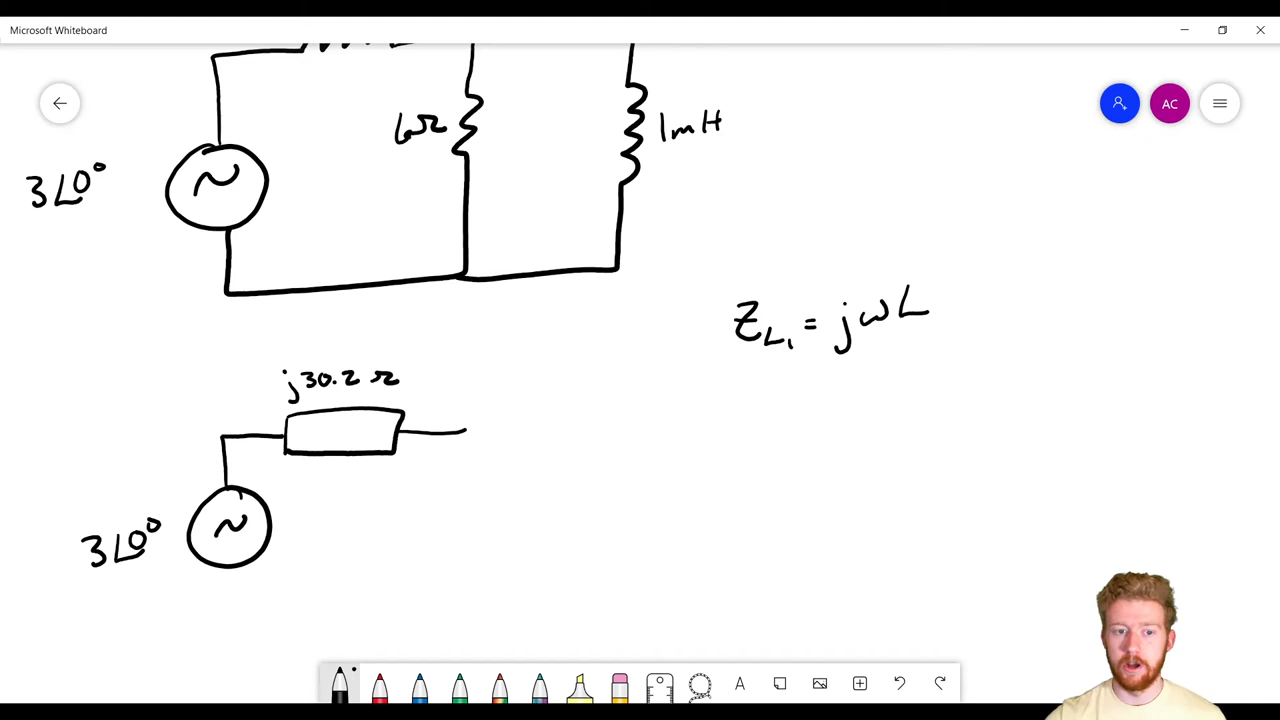 Microsoft Whiteboard
AC
6Ω
1mH
3∠0°
Z_L₁ = jωL
j30.2 Ω
3∠0°
A